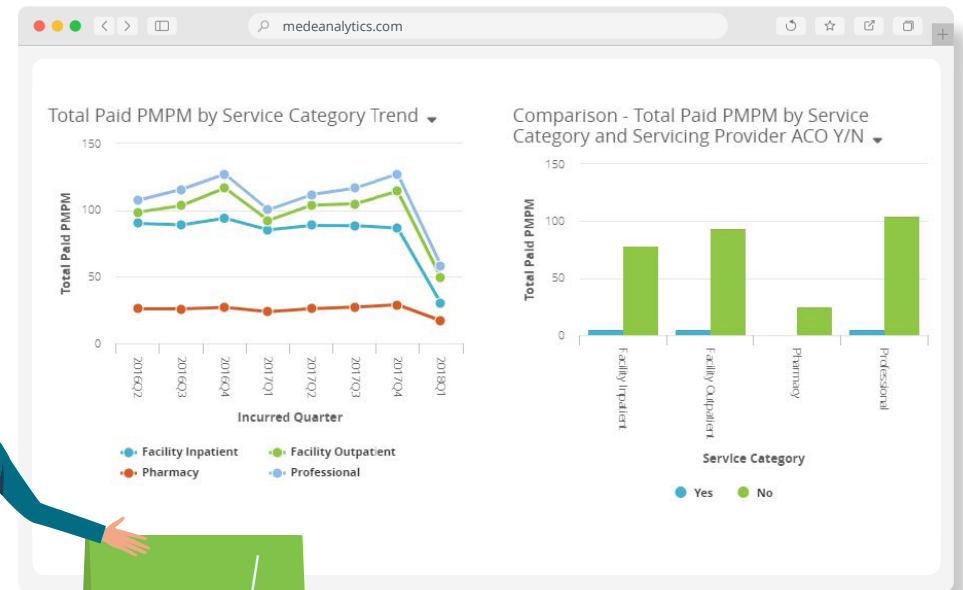 medeanalytics.com
Total Paid PMPM by Service Category Trend
150
100
50
0
Total Paid PMPM
2016Q2
2016Q3
2016Q4
2017Q1
2017Q2
2017Q3
2017Q4
2018Q1
Incurred Quarter
Facility Inpatient
Facility Outpatient
Pharmacy
Professional
Comparison - Total Paid PMPM by Service
Category and Servicing Provider ACO Y/N
150
100
50
0
Total Paid PMPM
Facility Inpatient
Facility Outpatient
Pharmacy
Professional
Service Category
Yes
No